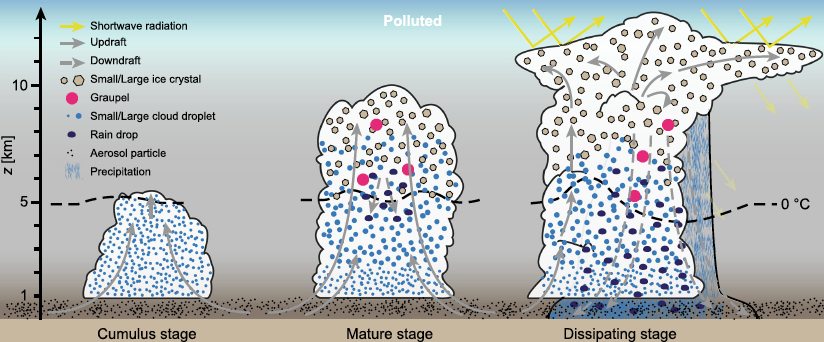 Polluted
Shortwave radiation
Updraft
Downdraft
Small/Large ice crystal
Graupel
Small/Large cloud droplet
Rain drop
Aerosol particle
Precipitation
z [km]
10
5
1
0 °C
Cumulus stage
Mature stage
Dissipating stage